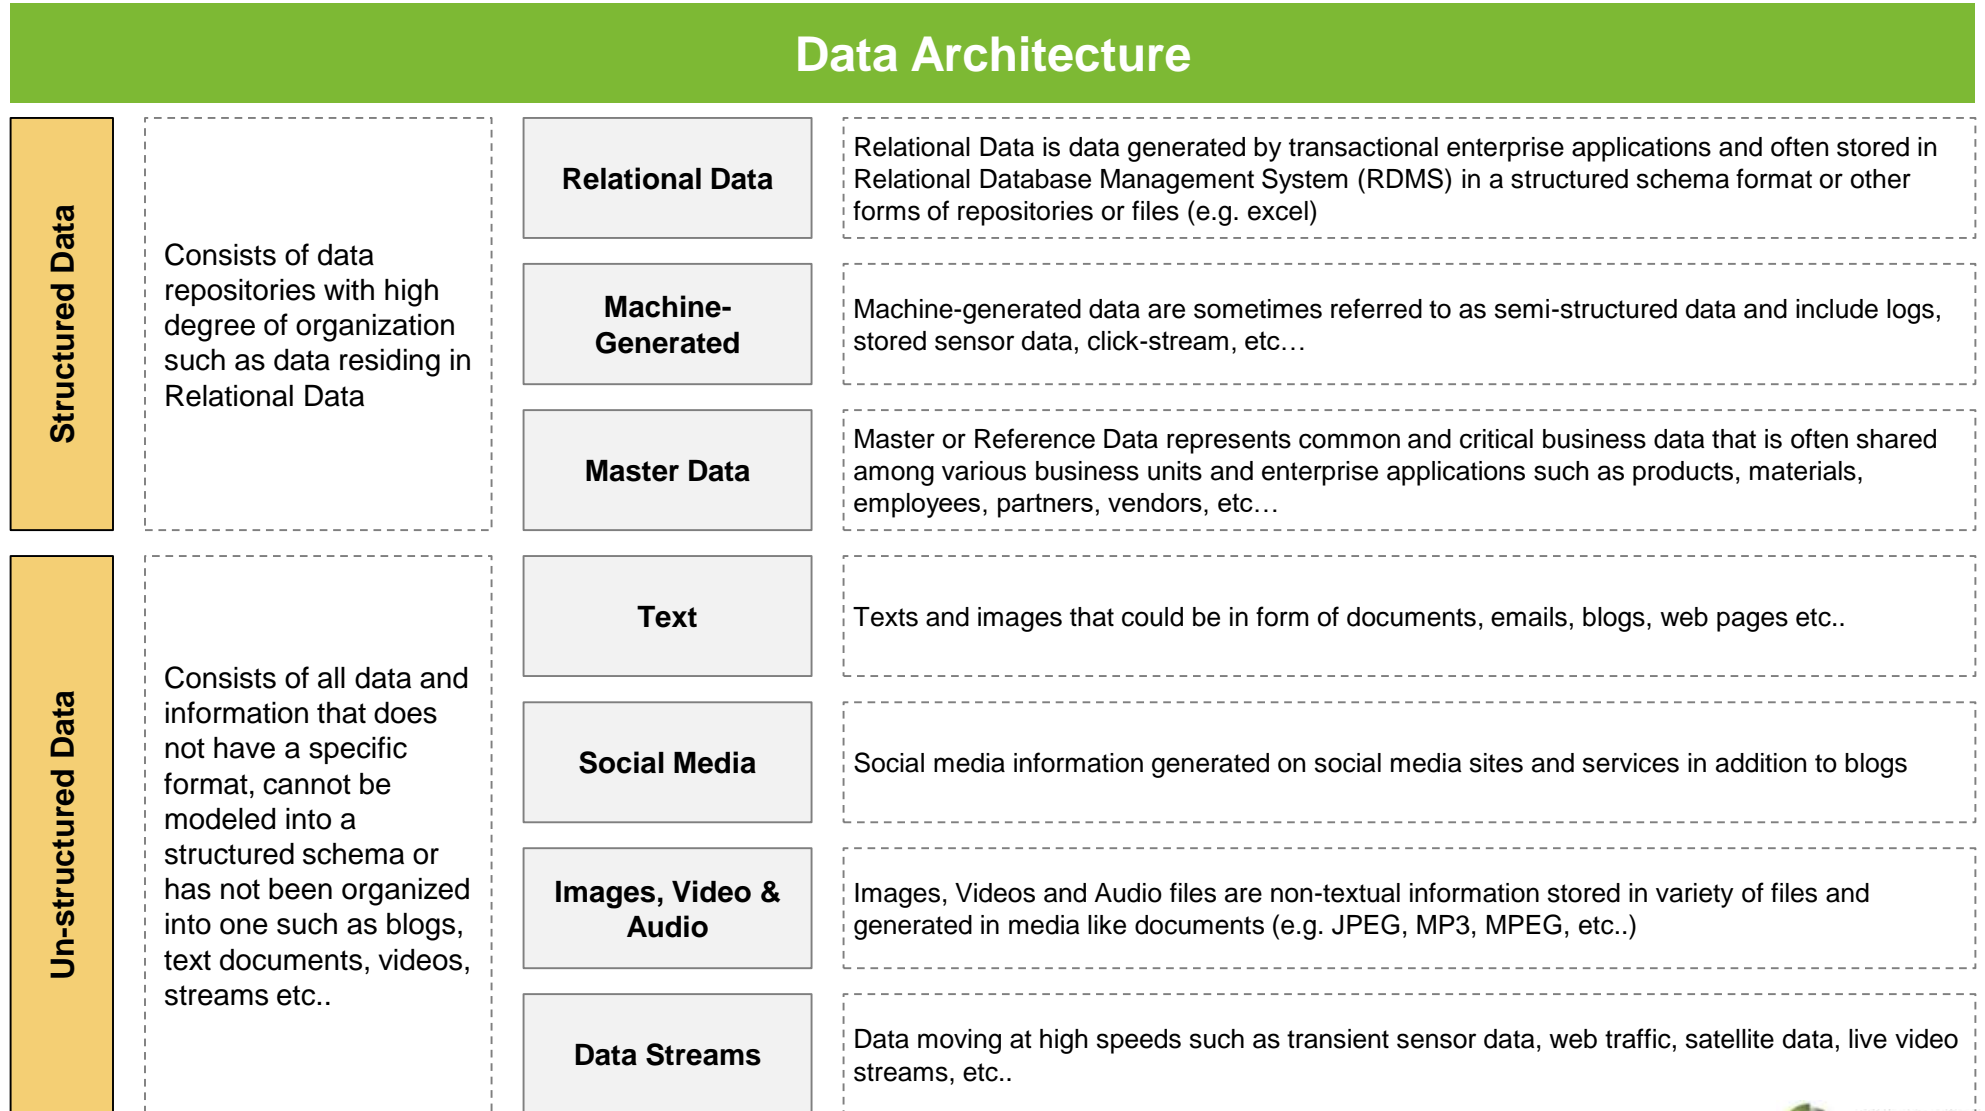 Data Architecture
Structured Data
Consists of data
repositories with high
degree of organization
such as data residing in
Relational Data
Relational Data
Relational Data is data generated by transactional enterprise applications and often stored in
Relational Database Management System (RDMS) in a structured schema format or other
forms of repositories or files (e.g. excel)
Machine-
Generated
Machine-generated data are sometimes referred to as semi-structured data and include logs,
stored sensor data, click-stream, etc…
Master Data
Master or Reference Data represents common and critical business data that is often shared
among various business units and enterprise applications such as products, materials,
employees, partners, vendors, etc…
Un-structured Data
Consists of all data and
information that does
not have a specific
format, cannot be
modeled into a
structured schema or
has not been organized
into one such as blogs,
text documents, videos,
streams etc..
Text
Texts and images that could be in form of documents, emails, blogs, web pages etc..
Social Media
Social media information generated on social media sites and services in addition to blogs
Images, Video &
Audio
Images, Videos and Audio files are non-textual information stored in variety of files and
generated in media like documents (e.g. JPEG, MP3, MPEG, etc..)
Data Streams
Data moving at high speeds such as transient sensor data, web traffic, satellite data, live video
streams, etc..